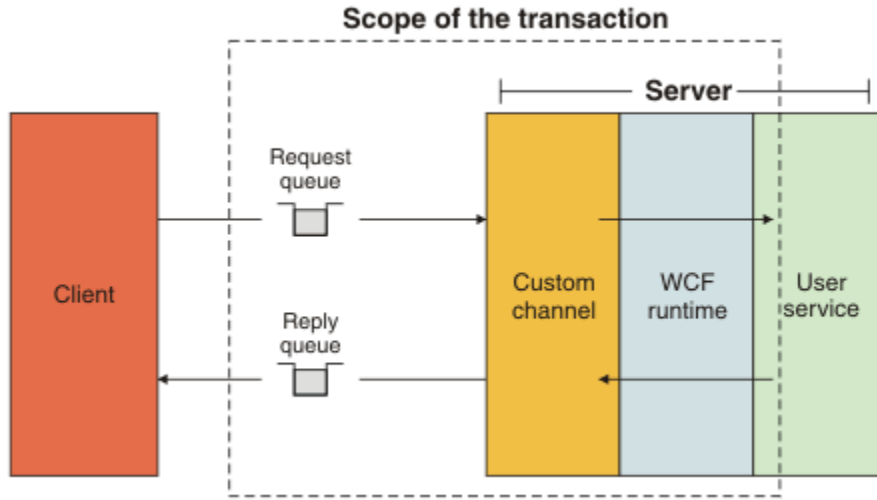 Scope of the transaction
Server
Request
queue
Client
Custom
channel
WCF
runtime
User
service
Reply
queue